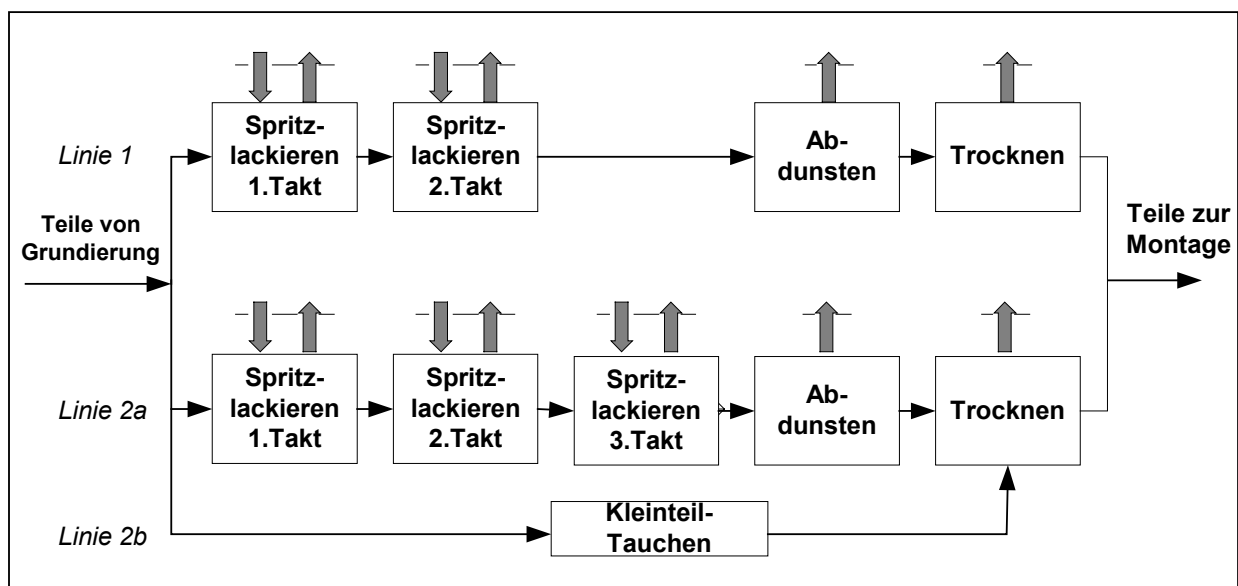 Linie 1
Spritz-
lackieren
1.Takt
Spritz-
lackieren
2.Takt
Ab-
dunsten
Trocknen
Teile von
Grundierung
Teile zur
Montage
Linie 2a
Spritz-
lackieren
1.Takt
Spritz-
lackieren
2.Takt
Spritz-
lackieren
3.Takt
Ab-
dunsten
Trocknen
Linie 2b
Kleinteil-
Tauchen